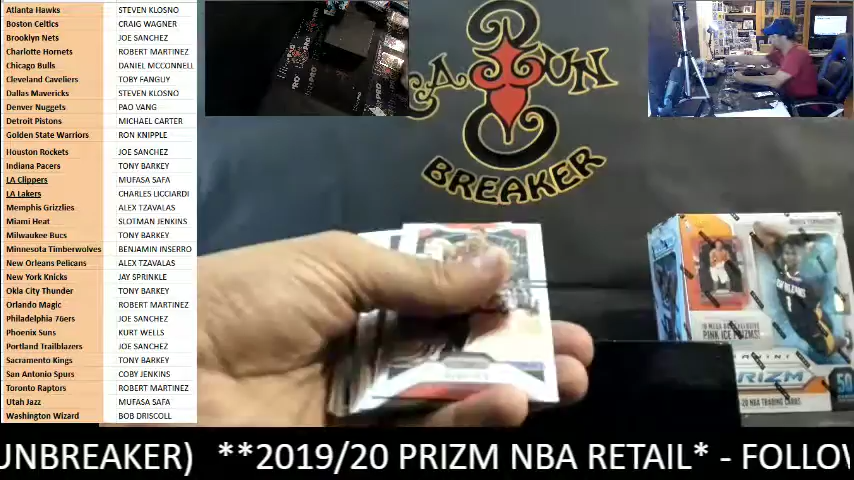 Atlanta Hawks STEVEN KLOSNO
Boston Celtics CRAIG WAGNER
Brooklyn Nets JOE SANCHEZ
Charlotte Hornets ROBERT MARTINEZ
Chicago Bulls DANIEL MCCONNELL
Cleveland Cavaliers TOBY FANGUY
Dallas Mavericks STEVEN KLOSNO
Denver Nuggets PAO VANG
Detroit Pistons MICHAEL CARTER
Golden State Warriors RON KNIPPLE
Houston Rockets JOE SANCHEZ
Indiana Pacers TONY BARKEY
LA Clippers MUFASA SAFA
LA Lakers CHARLES LICCIARDI
Memphis Grizzlies ALEX TZAVALAS
Miami Heat SLOTMAN JENKINS
Milwaukee Bucs TONY BARKEY
Minnesota Timberwolves BENJAMIN INSERRO
New Orleans Pelicans ALEX TZAVALAS
New York Knicks JAY SPRINKLE
Okla City Thunder TONY BARKEY
Orlando Magic ROBERT MARTINEZ
Philadelphia 76ers JOE SANCHEZ
Phoenix Suns KURT WELLS
Portland Trailblazers JOE SANCHEZ
Sacramento Kings TONY BARKEY
San Antonio Spurs COBY JENKINS
Toronto Raptors ROBERT MARTINEZ
Utah Jazz MUFASA SAFA
Washington Wizard BOB DRISCOLL
BREAKER
PINK ICE PRIZMS!
PRIZM
NBA TRADING CARDS
50
UNBREAKER) **2019/20 PRIZM NBA RETAIL* - FOLLOV